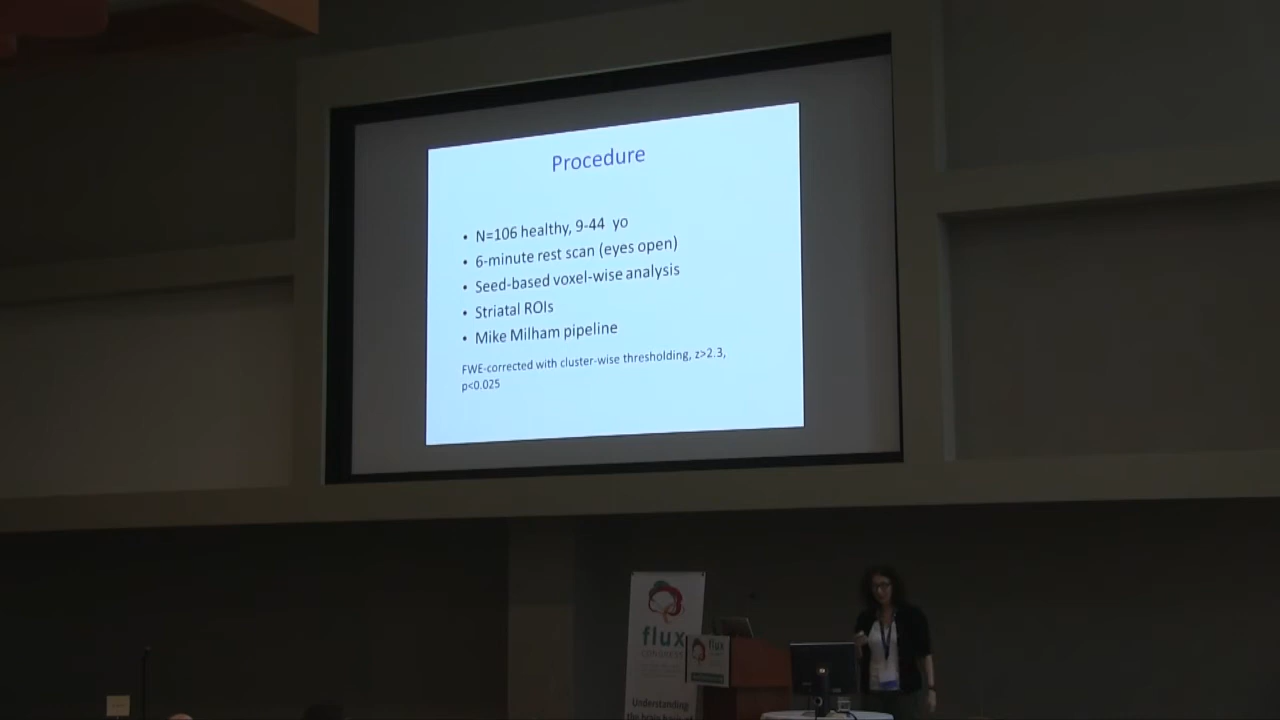 Procedure
• N=106 healthy, 9-44 yo
• 6-minute rest scan (eyes open)
• Seed-based voxel-wise analysis
• Striatal ROIs
• Mike Milham pipeline
FWE-corrected with cluster-wise thresholding, z>2.3,
p<0.025
flux
CONGRESS
flux
Understanding